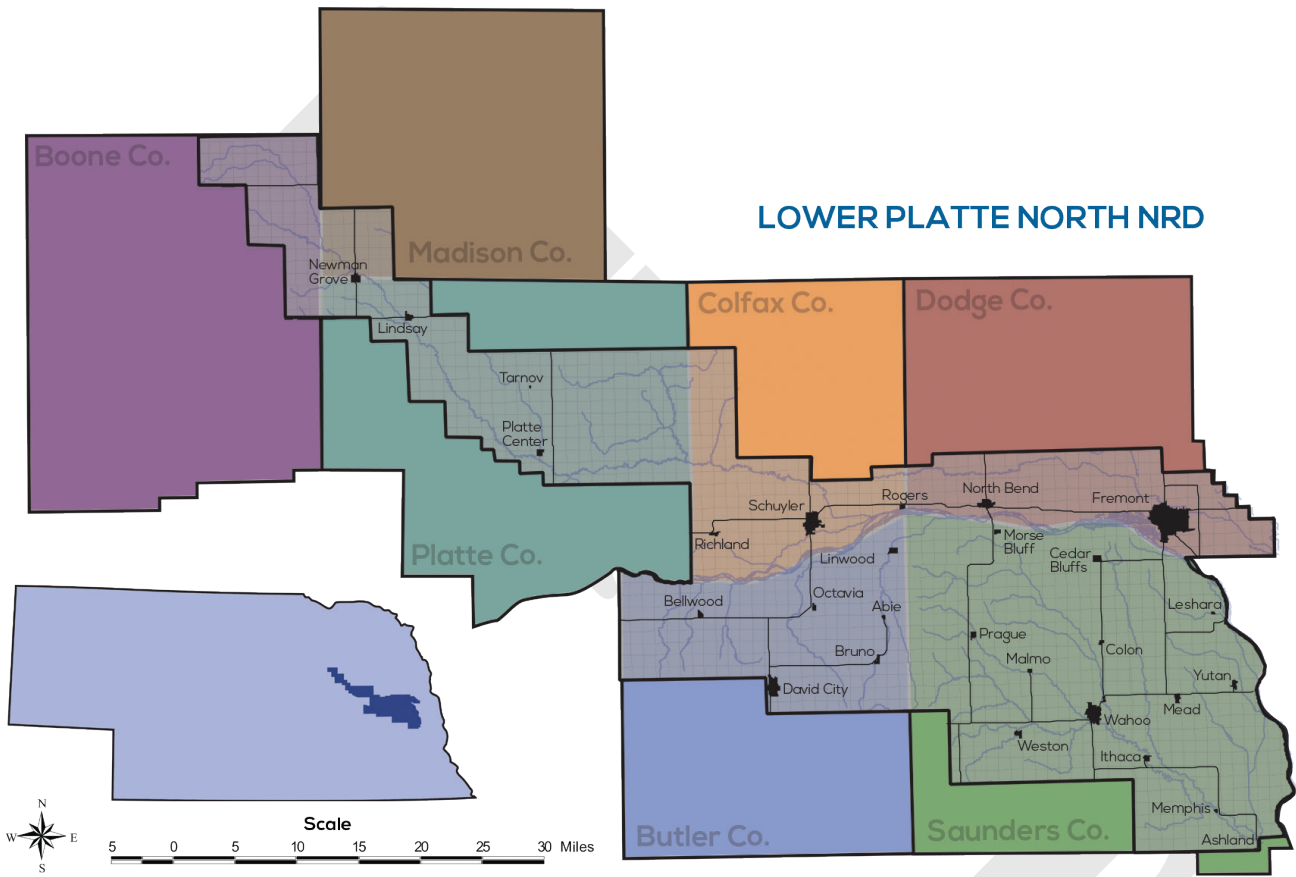 Boone Co.
LOWER PLATTE NORTH NRD
Madison Co.
Newman
Grove
Colfax Co.
Dodge Co.
Lindsay
Tarnov
Platte
Center
Schuyler
Rogers
North Bend
Fremont
Richland
Morse
Bluff
Platte Co.
Linwood
Cedar
Bluffs
Bellwood
Octavia
Abie
Leshara
Prague
Bruno
Malmo
Colon
David City
Yutan
Mead
Wahoo
Weston
Ithaca
Memphis
Butler Co.
Saunders Co.
Ashland
N
W
E
S
Scale
5 0 5 10 15 20 25 30 Miles